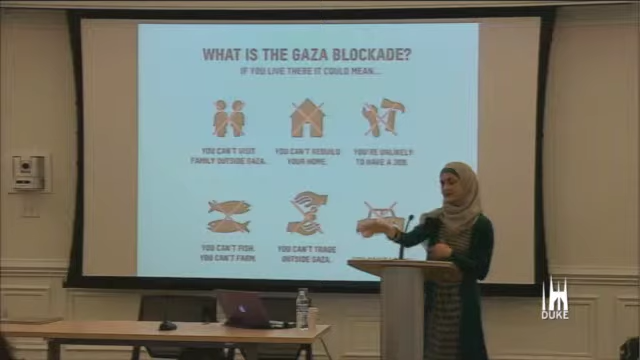 WHAT IS THE GAZA BLOCKADE?
IF YOU LIVE THERE IT COULD MEAN...
YOU CAN'T VISIT
FAMILY OUTSIDE GAZA.
YOU CAN'T REBUILD
YOUR HOME.
YOU'RE UNLIKELY
TO HAVE A JOB.
YOU CAN'T FISH.
YOU CAN'T FARM.
YOU CAN'T TRADE
OUTSIDE GAZA.
DUKE